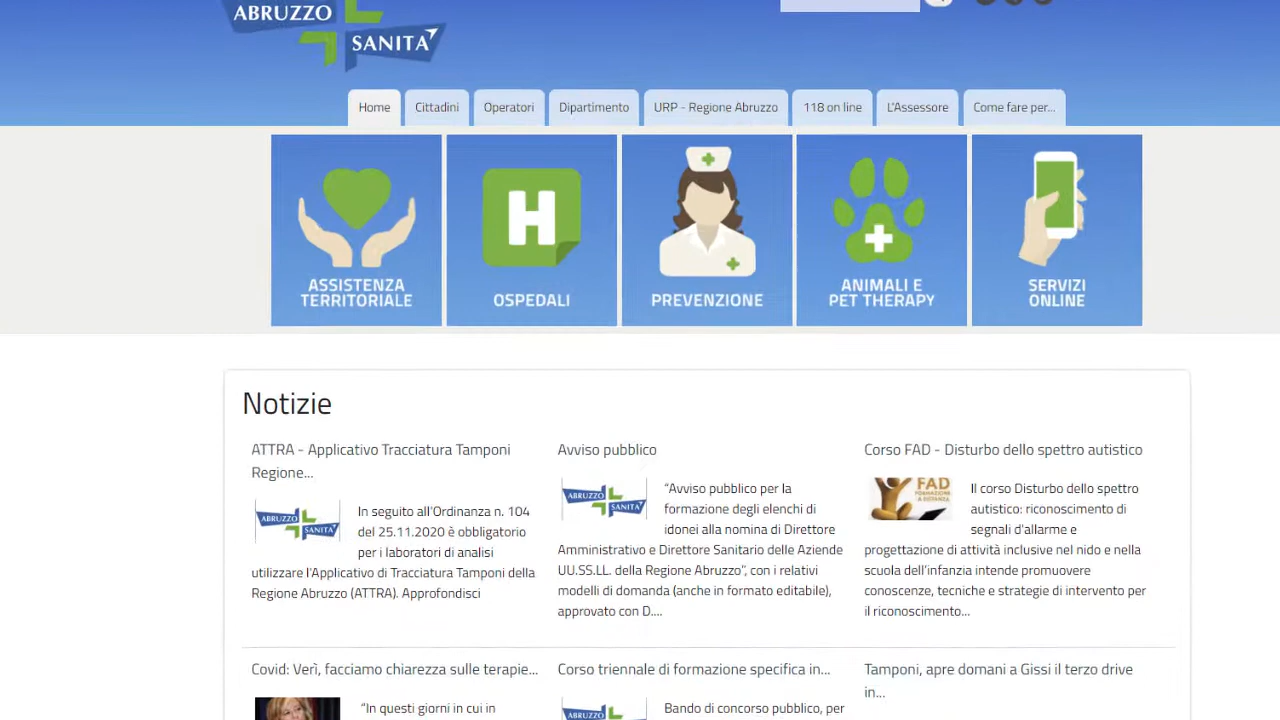 ABRUZZO
SANITA'
Home
Cittadini
Operatori
Dipartimento
URP - Regione Abruzzo
118 on line
L'Assessore
Come fare per...
ASSISTENZA
TERRITORIALE
H
OSPEDALI
PREVENZIONE
ANIMALI E
PET THERAPY
SERVIZI
ONLINE
Notizie
ATTRA - Applicativo Tracciatura Tamponi
Regione...
ABRUZZO
SANITA'
In seguito all'Ordinanza n. 104
del 25.11.2020 è obbligatorio
per i laboratori di analisi
utilizzare l'Applicativo di Tracciatura Tamponi della
Regione Abruzzo (ATTRA). Approfondisci
Avviso pubblico
ABRUZZO
SANITA'
“Avviso pubblico per la
formazione degli elenchi di
idonei alla nomina di Direttore
Amministrativo e Direttore Sanitario delle Aziende
UU.SS.LL. della Regione Abruzzo”, con i relativi
modelli di domanda (anche in formato editabile),
approvato con D....
Corso FAD - Disturbo dello spettro autistico
FAD
FORMAZIONE
A DISTANZA
Il corso Disturbo dello spettro
autistico: riconoscimento di
segnali d'allarme e
progettazione di attività inclusive nel nido e nella
scuola dell'infanzia intende promuovere
conoscenze, tecniche e strategie di intervento per
il riconoscimento...
Covid: Verì, facciamo chiarezza sulle terapie...
“In questi giorni in cui in
Corso triennale di formazione specifica in...
ABRUZZO
SANITA'
Bando di concorso pubblico, per
Tamponi, apre domani a Gissi il terzo drive
in...